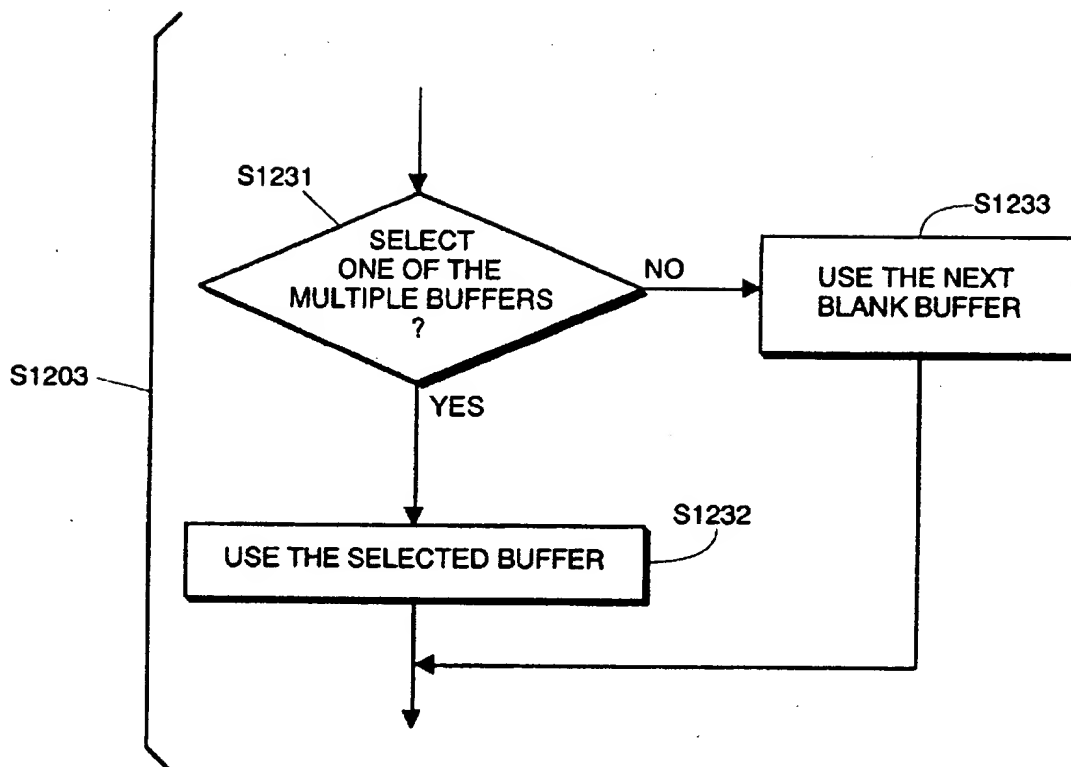 S1231
SELECT
ONE OF THE
MULTIPLE BUFFERS
?
NO
S1233
USE THE NEXT
BLANK BUFFER
S1203
YES
S1232
USE THE SELECTED BUFFER